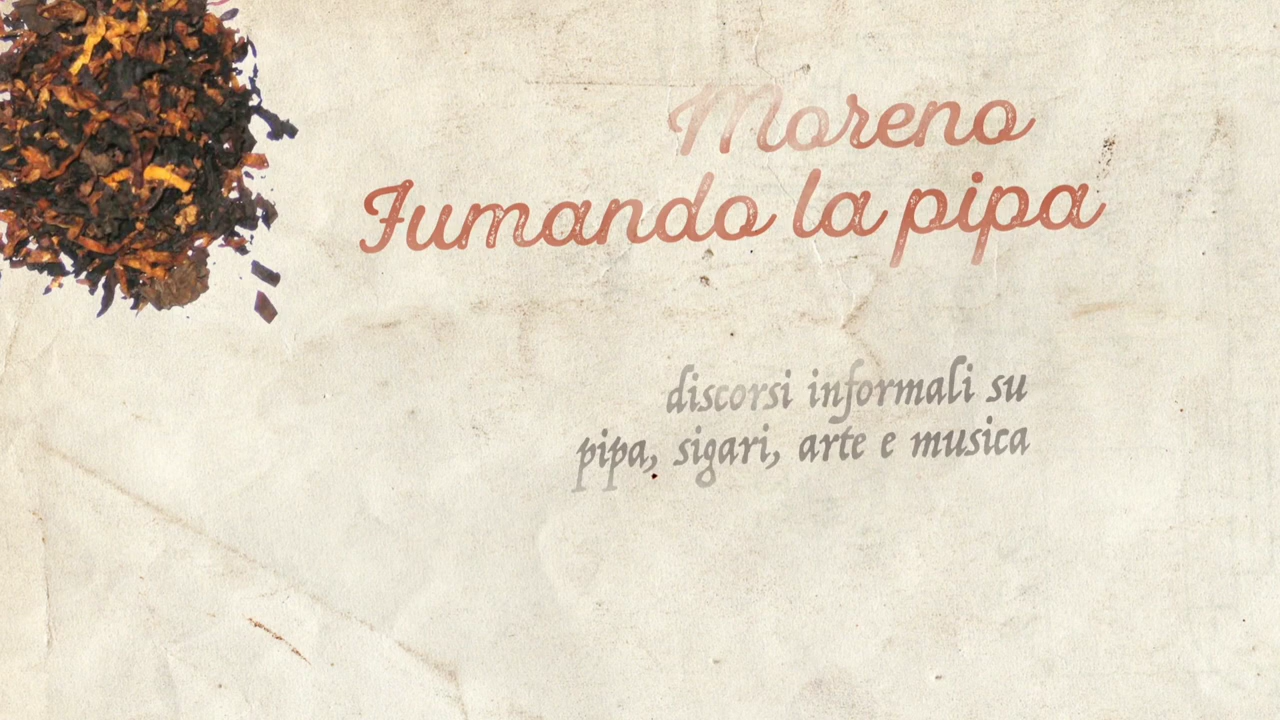 Moreno
Fumando la pipa
discorsi informali su
pipa, sigari, arte e musica